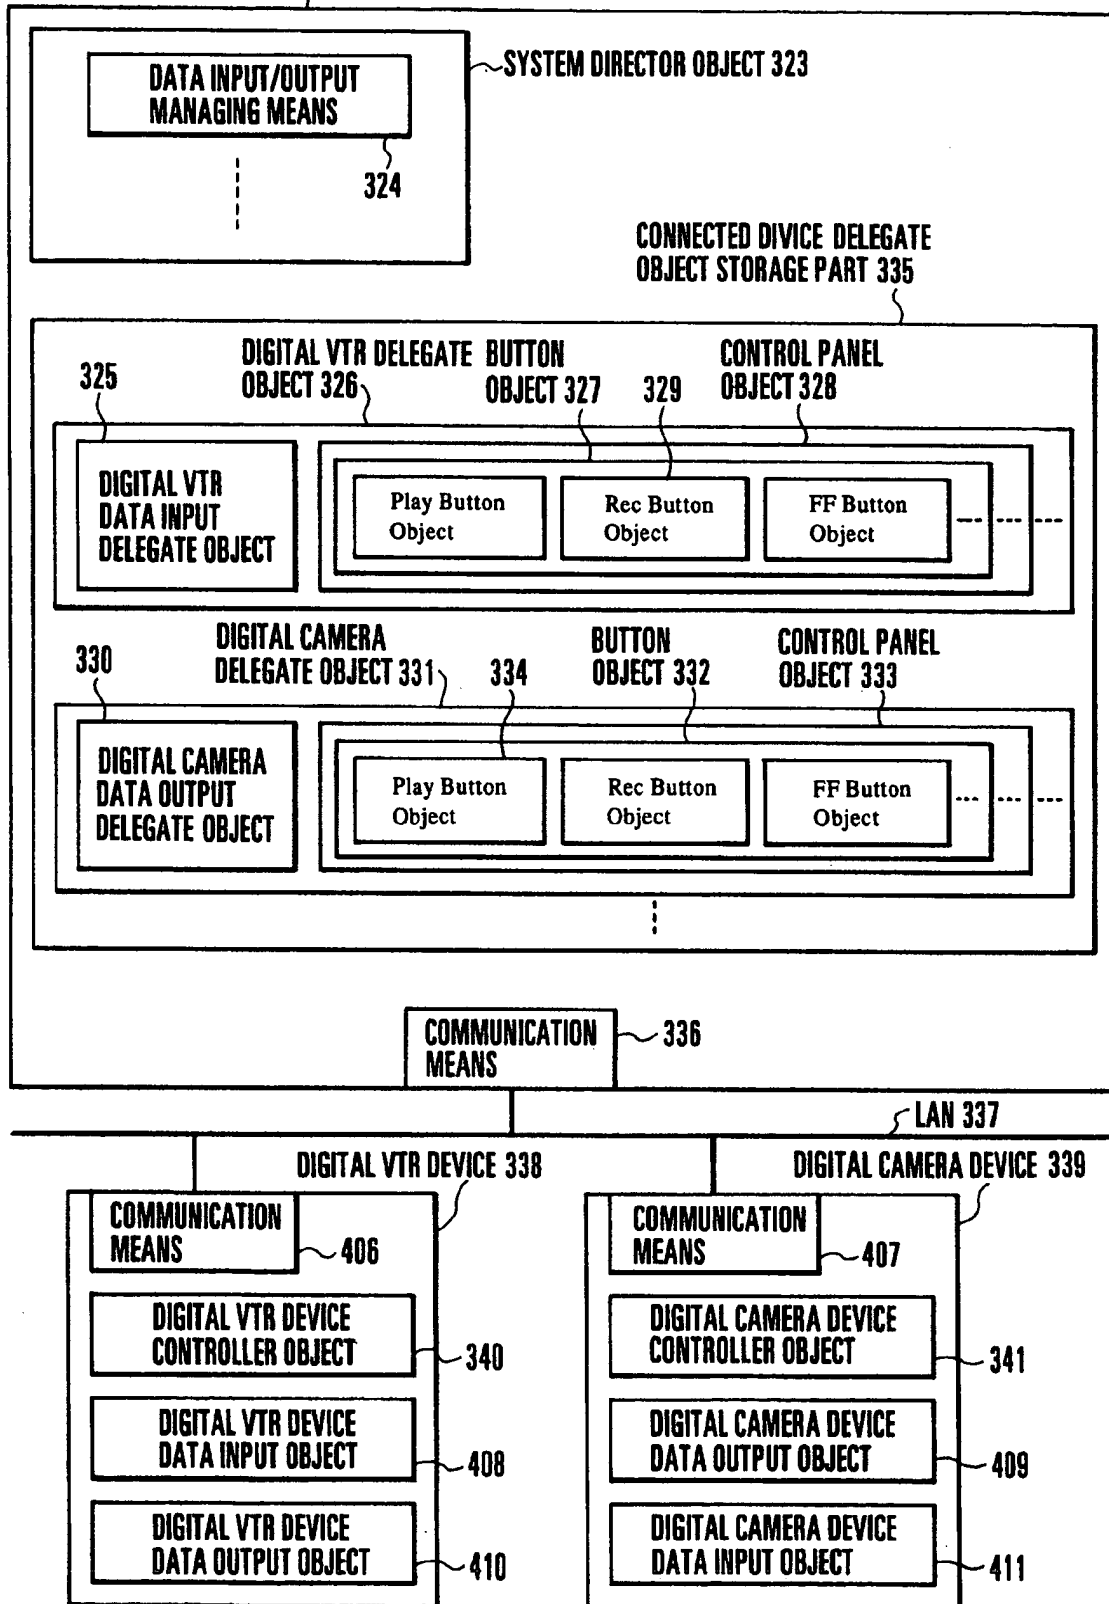 DATA INPUT/OUTPUT
MANAGING MEANS
324
SYSTEM DIRECTOR OBJECT 323
CONNECTED DIVICE DELEGATE
OBJECT STORAGE PART 335
325
DIGITAL VTR DELEGATE
OBJECT 326
BUTTON
OBJECT 327
329
CONTROL PANEL
OBJECT 328
DIGITAL VTR
DATA INPUT
DELEGATE OBJECT
Play Button
Object
Rec Button
Object
FF Button
Object
330
DIGITAL CAMERA
DELEGATE OBJECT 331
334
BUTTON
OBJECT 332
CONTROL PANEL
OBJECT 333
DIGITAL CAMERA
DATA OUTPUT
DELEGATE OBJECT
Play Button
Object
Rec Button
Object
FF Button
Object
COMMUNICATION
MEANS
336
LAN 337
DIGITAL VTR DEVICE 338
COMMUNICATION
MEANS
406
DIGITAL VTR DEVICE
CONTROLLER OBJECT
340
DIGITAL VTR DEVICE
DATA INPUT OBJECT
408
DIGITAL VTR DEVICE
DATA OUTPUT OBJECT
410
DIGITAL CAMERA DEVICE 339
COMMUNICATION
MEANS
407
DIGITAL CAMERA DEVICE
CONTROLLER OBJECT
341
DIGITAL CAMERA DEVICE
DATA OUTPUT OBJECT
409
DIGITAL CAMERA DEVICE
DATA INPUT OBJECT
411